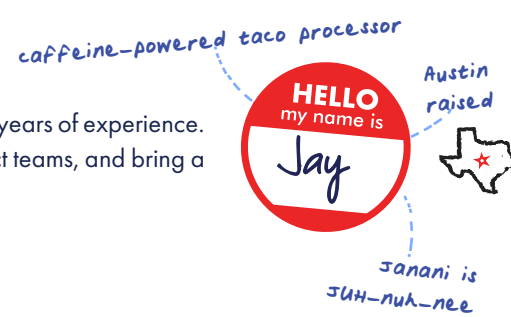 caffeine-powered taco processor
Austin
raised
years of experience.
t teams, and bring a
HELLO
my name is
Jay
Janani is
JUH-nuh-nee